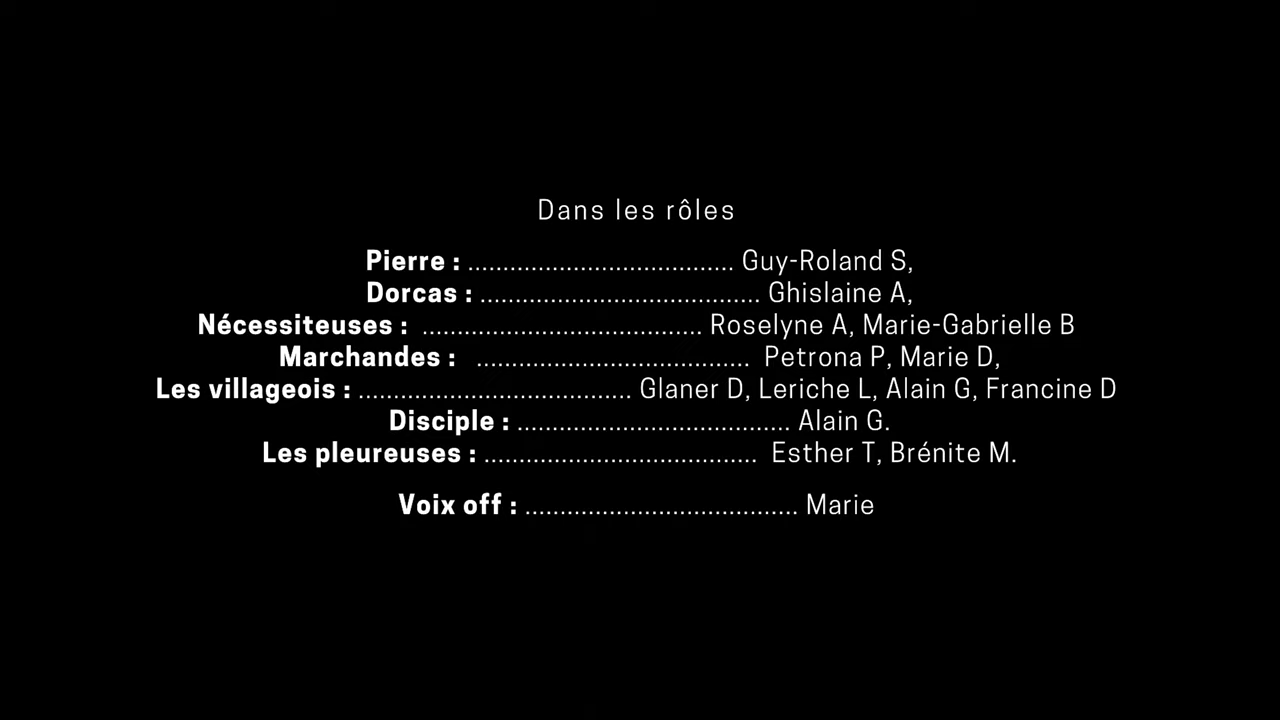 Dans les rôles
Pierre : ...................................... Guy-Roland S,
Dorcas : ........................................ Ghislaine A,
Nécessiteuses : ........................................ Roselyne A, Marie-Gabrielle B
Marchandes : ....................................... Petrona P, Marie D,
Les villageois : ....................................... Glaner D, Leriche L, Alain G, Francine D
Disciple : ....................................... Alain G.
Les pleureuses : ....................................... Esther T, Brénite M.
Voix off : ....................................... Marie